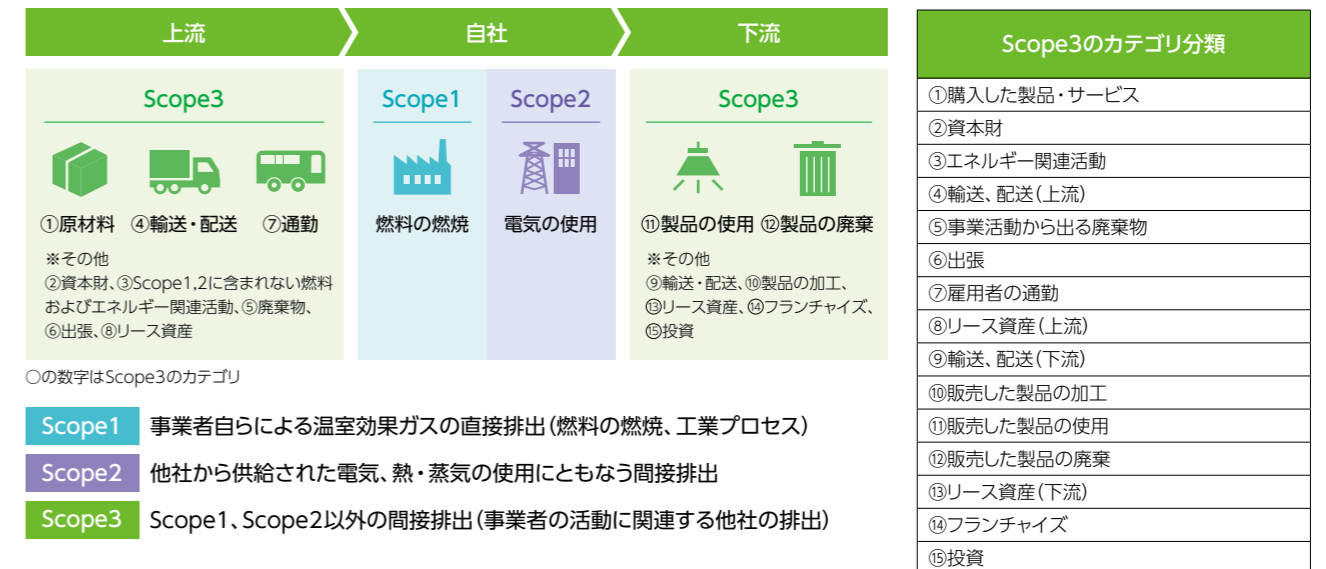 上流
自社
下流
Scope3
①原材料 ④輸送・配送 ⑦通勤
※その他
②資本財、③Scope1,2に含まれない燃料
およびエネルギー関連活動、⑤廃棄物、
⑥出張、⑧リース資産
Scope1
燃料の燃焼
Scope2
電気の使用
Scope3
⑪製品の使用 ⑫製品の廃棄
※その他
⑨輸送・配送、⑩製品の加工、
⑬リース資産、⑭フランチャイズ、
⑮投資
○の数字はScope3のカテゴリ
Scope1 事業者自らによる温室効果ガスの直接排出(燃料の燃焼、工業プロセス)
Scope2 他社から供給された電気、熱・蒸気の使用にともなう間接排出
Scope3 Scope1、Scope2以外の間接排出(事業者の活動に関連する他社の排出)
Scope3のカテゴリ分類
①購入した製品・サービス
②資本財
③エネルギー関連活動
④輸送、配送(上流)
⑤事業活動から出る廃棄物
⑥出張
⑦雇用者の通勤
⑧リース資産(上流)
⑨輸送、配送(下流)
⑩販売した製品の加工
⑪販売した製品の使用
⑫販売した製品の廃棄
⑬リース資産(下流)
⑭フランチャイズ
⑮投資